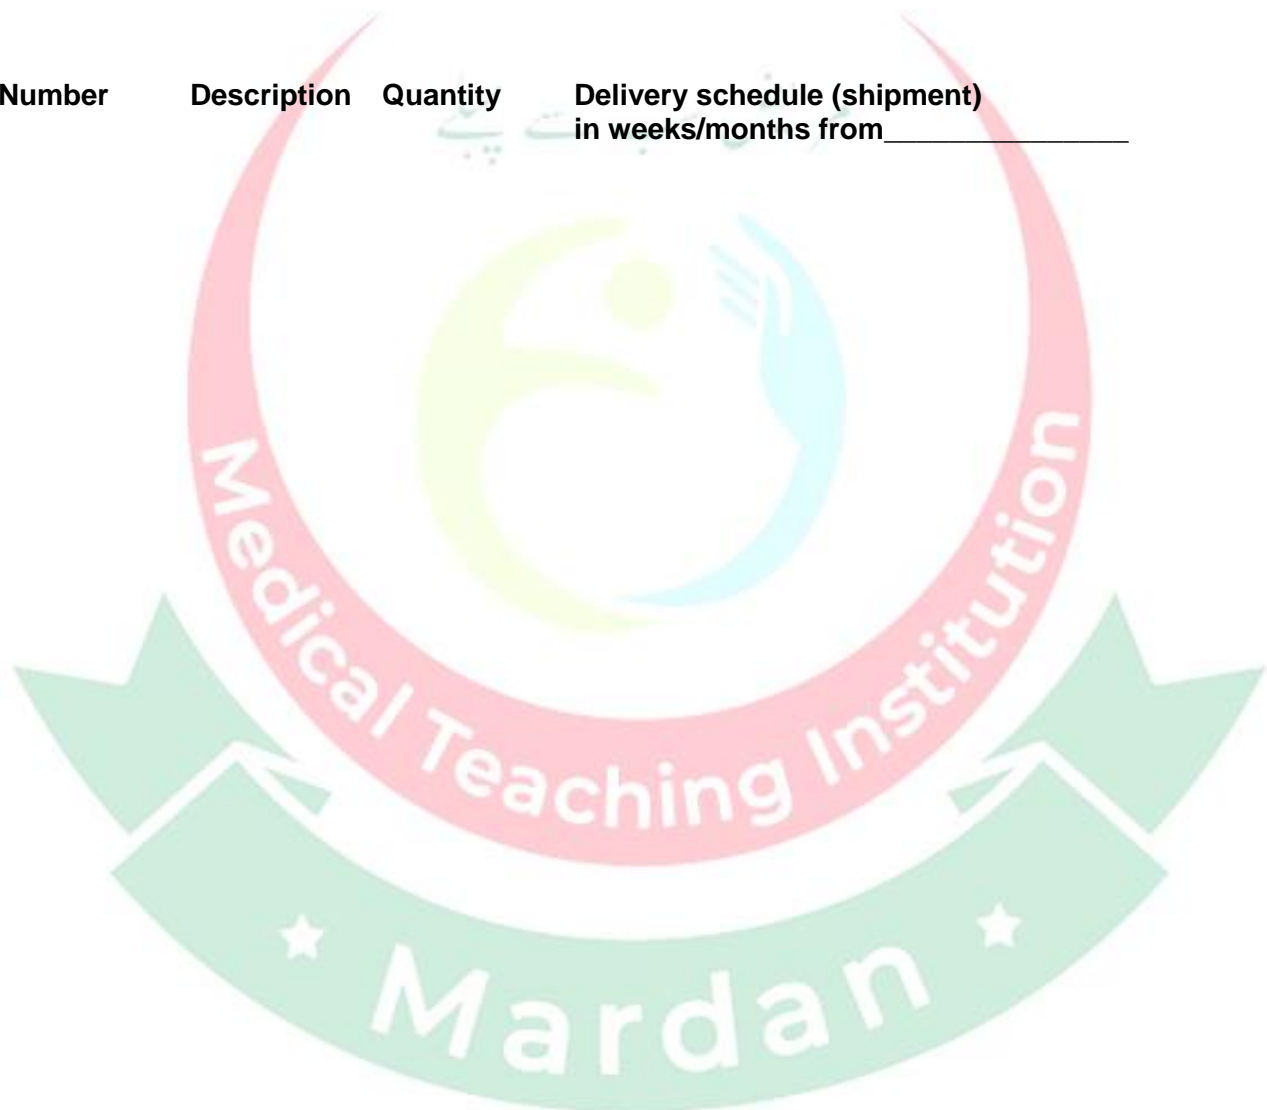 Number Description Quantity Delivery schedule (shipment)
in weeks/months from_______________
Medical Teaching Institution
Mardan